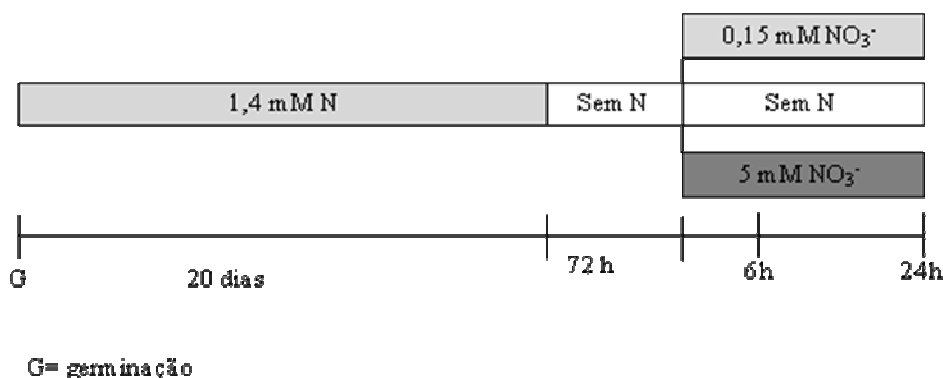 0,15 mM NO₃⁻
1,4 mM N
Sem N
Sem N
5 mM NO₃⁻
G
20 dias
72 h
6h
24h
G= germinação